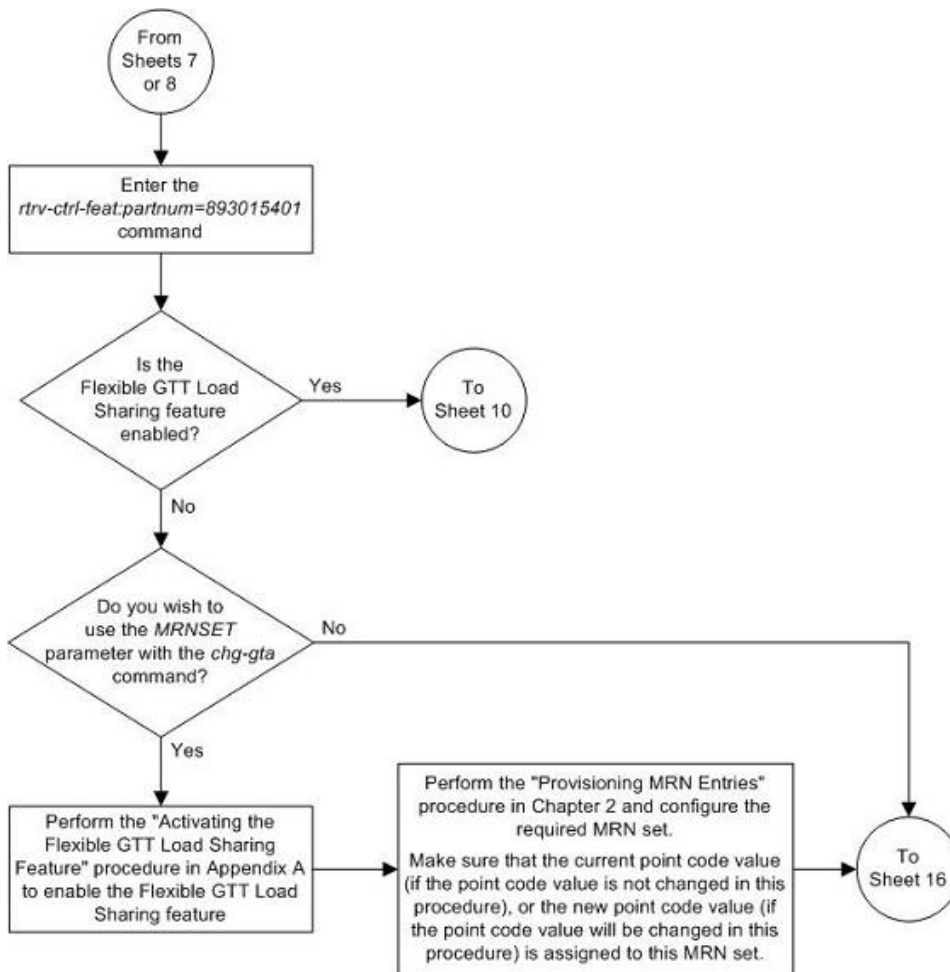 From
Sheets 7
or 8
Enter the
rtrv-ctrl-feat:partnum=893015401
command
Is the
Flexible GTT Load
Sharing feature
enabled?
Yes
To
Sheet 10
No
Do you wish to
use the MRNSET
parameter with the chg-gta
command?
No
Yes
Perform the "Activating the
Flexible GTT Load Sharing
Feature" procedure in Appendix A
to enable the Flexible GTT Load
Sharing feature
Perform the "Provisioning MRN Entries"
procedure in Chapter 2 and configure the
required MRN set.
Make sure that the current point code value
(if the point code value is not changed in this
procedure), or the new point code value (if
the point code value will be changed in this
procedure) is assigned to this MRN set.
To
Sheet 16